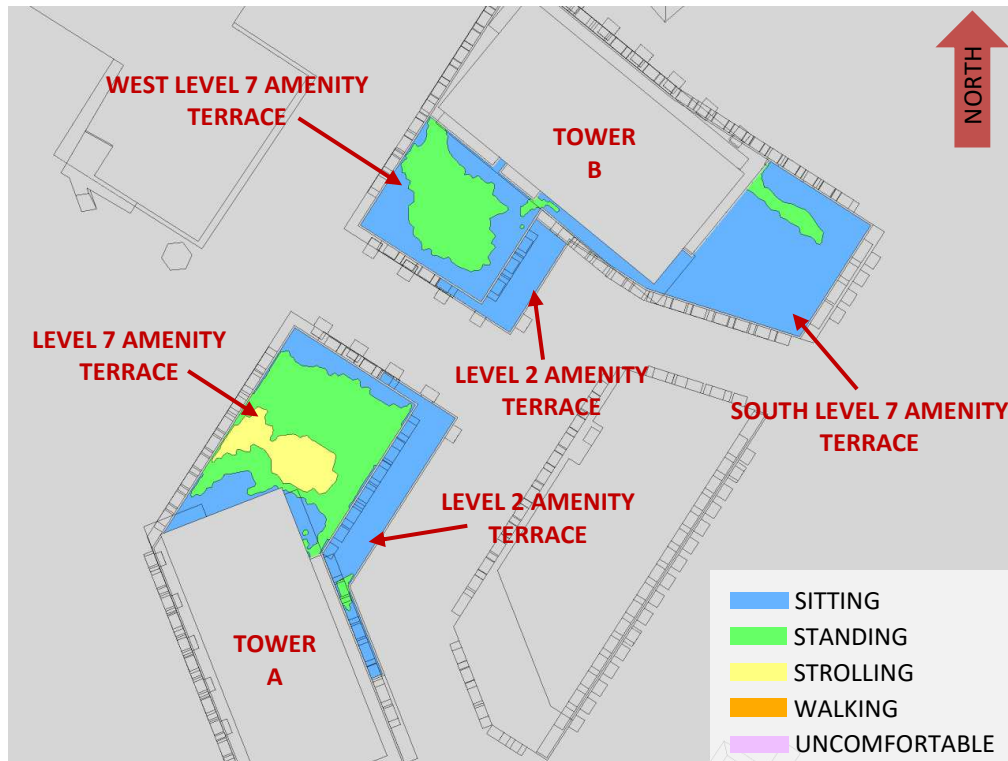 NORTH
WEST LEVEL 7 AMENITY
TERRACE
TOWER
B
LEVEL 7 AMENITY
TERRACE
LEVEL 2 AMENITY
TERRACE
SOUTH LEVEL 7 AMENITY
TERRACE
LEVEL 2 AMENITY
TERRACE
TOWER
A
SITTING
STANDING
STROLLING
WALKING
UNCOMFORTABLE